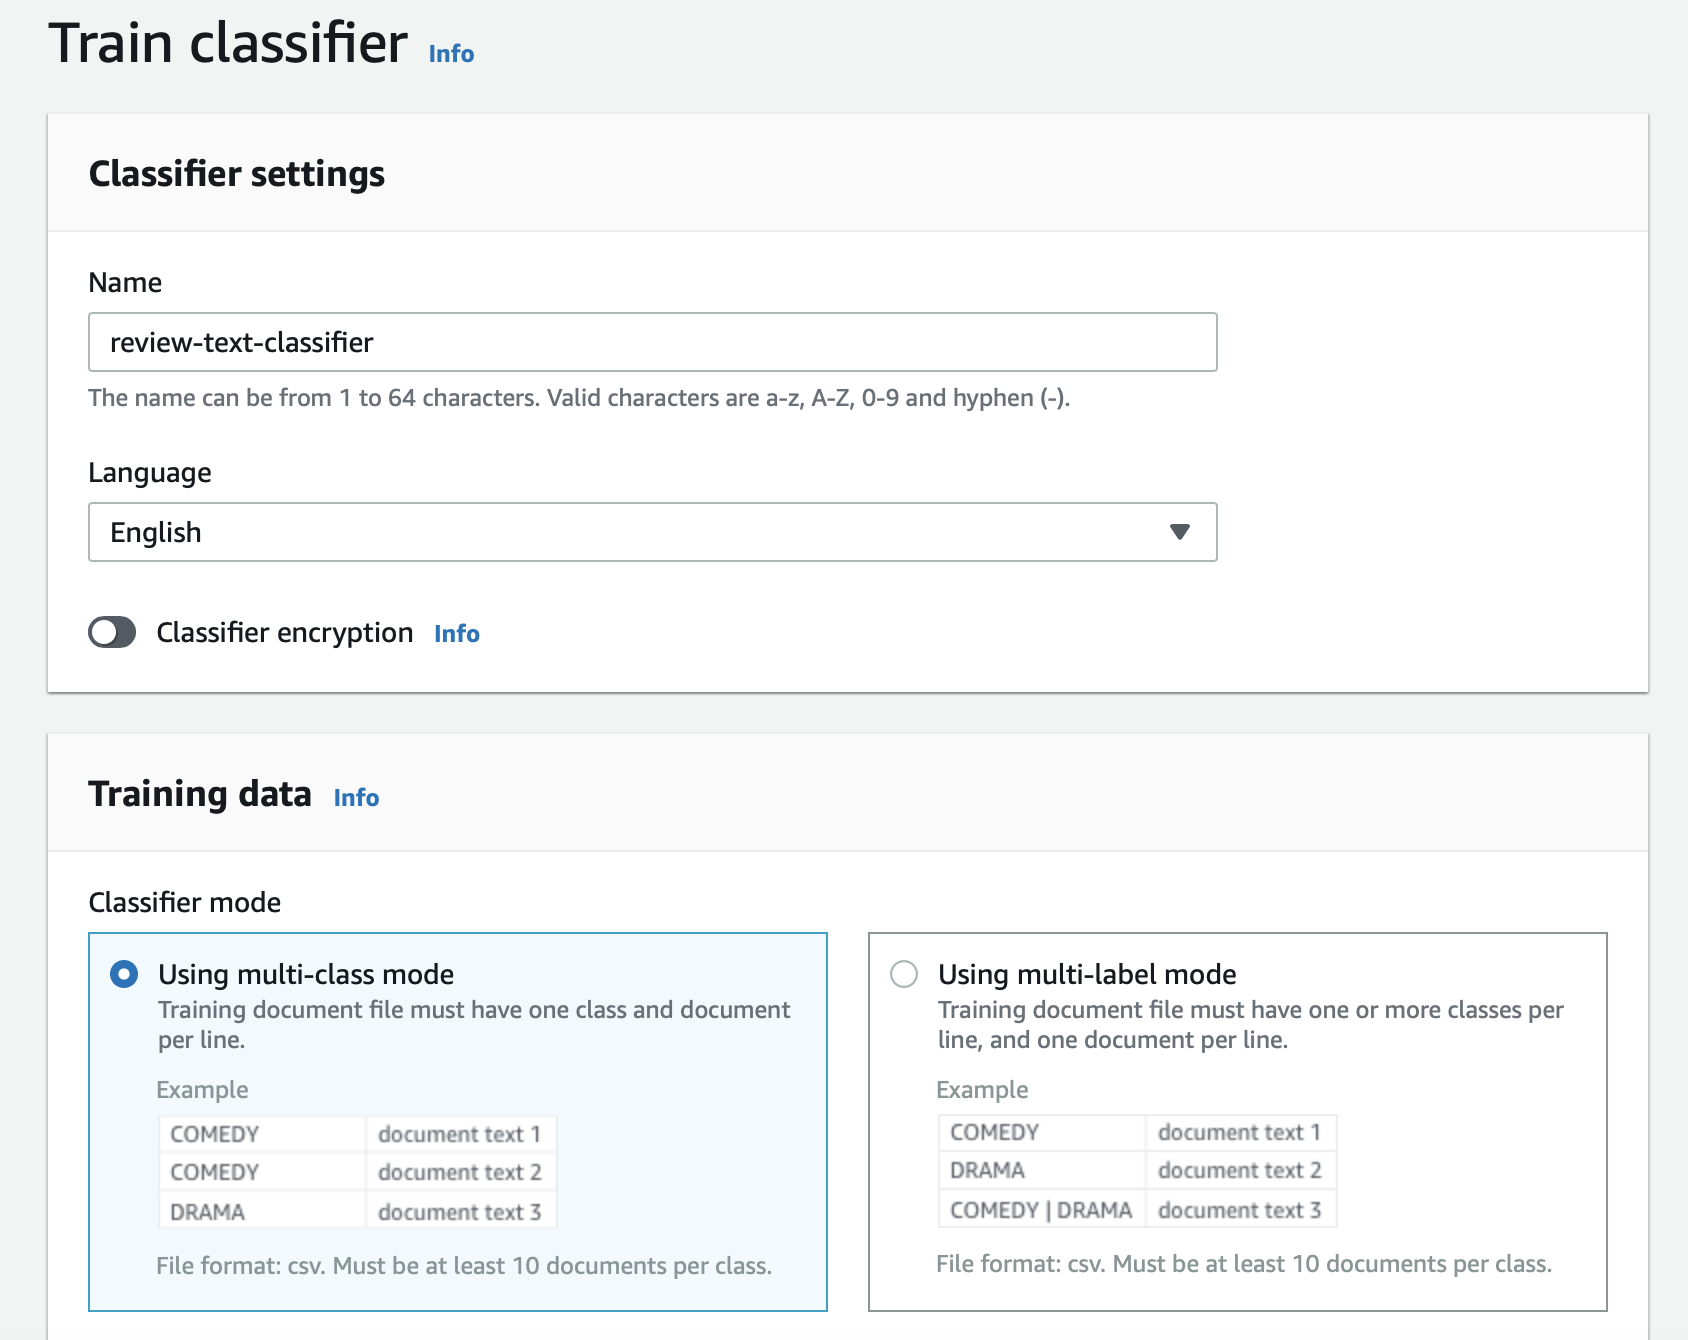 Train classifier Info
Classifier settings
Name
review-text-classifier
The name can be from 1 to 64 characters. Valid characters are a-z, A-Z, 0-9 and hyphen (-).
Language
English
Classifier encryption Info
Training data Info
Classifier mode
Using multi-class mode
Training document file must have one class and document
per line.
Example
COMEDY document text 1
COMEDY document text 2
DRAMA document text 3
File format: csv. Must be at least 10 documents per class.
Using multi-label mode
Training document file must have one or more classes per
line, and one document per line.
Example
COMEDY document text 1
DRAMA document text 2
COMEDY | DRAMA document text 3
File format: csv. Must be at least 10 documents per class.